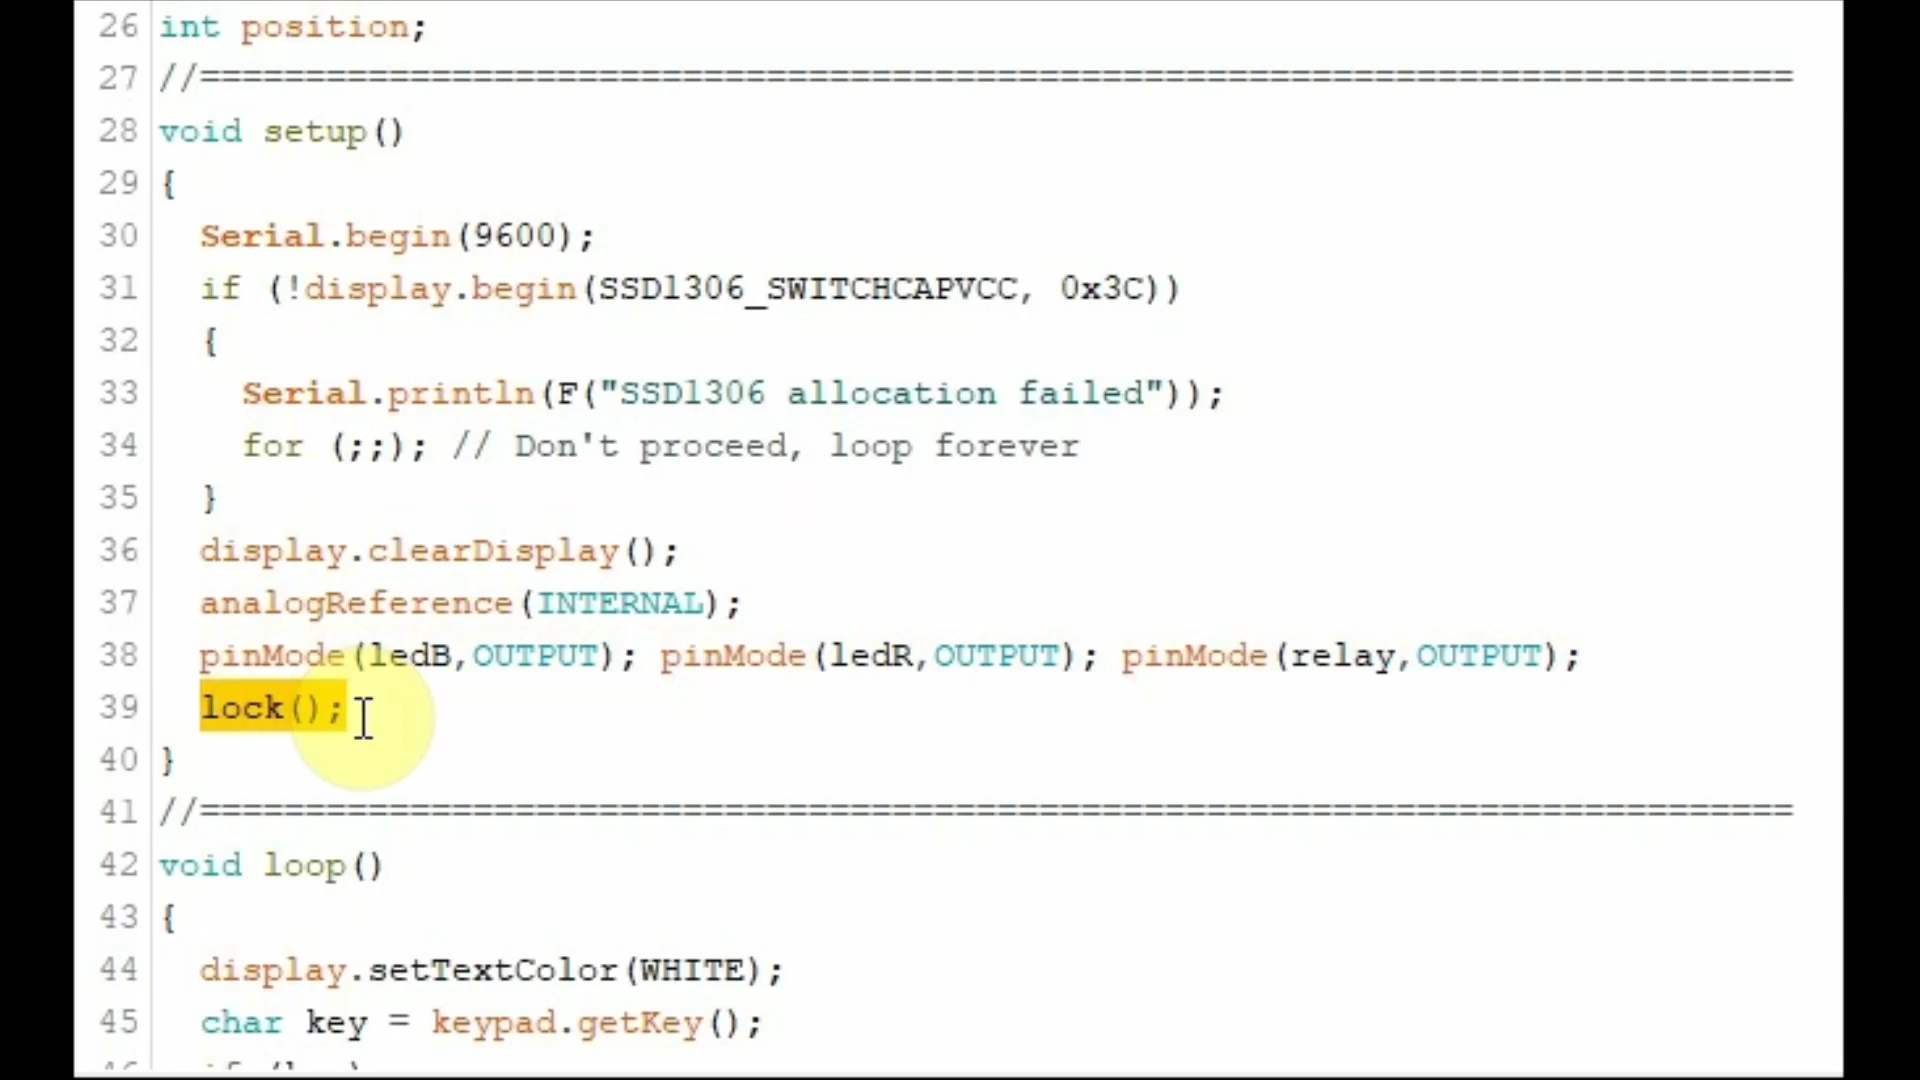 26 int position;
27 //============================================================================
28 void setup()
29 {
30 Serial.begin(9600);
31 if (!display.begin(SSD1306_SWITCHCAPVCC, 0x3C))
32 {
33 Serial.println(F("SSD1306 allocation failed"));
34 for (;;); // Don't proceed, loop forever
35 }
36 display.clearDisplay();
37 analogReference(INTERNAL);
38 pinMode(ledB,OUTPUT); pinMode(ledR,OUTPUT); pinMode(relay,OUTPUT);
39 lock();
40 }
41 //============================================================================
42 void loop()
43 {
44 display.setTextColor(WHITE);
45 char key = keypad.getKey();